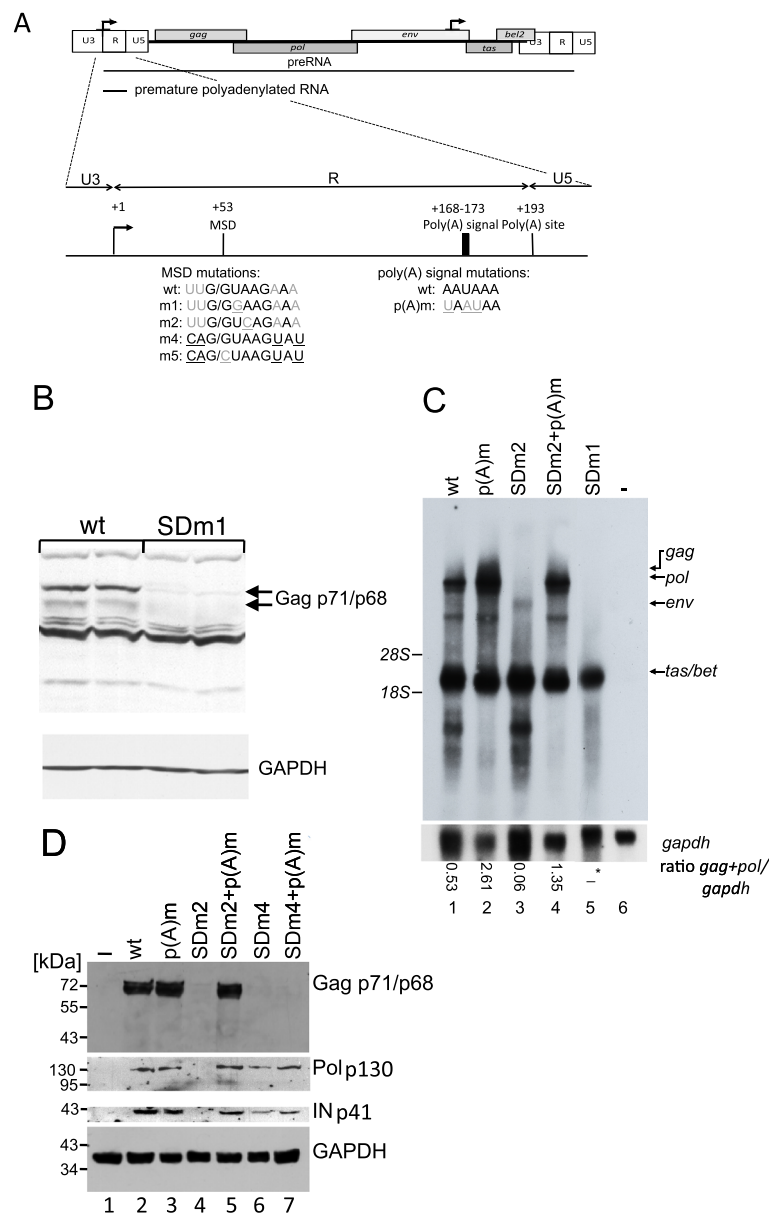 A
U3 R U5 gag pol env tas bel2 U3 R U5
preRNA
premature polyadenylated RNA
U3 R U5
+1 +53 +168-173 +193
MSD Poly(A) signal Poly(A) site
MSD mutations: poly(A) signal mutations:
wt: UUG/GUAAGAAA wt: AAUAAA
m1: UUG/GGAAGAAA p(A)m: UAAUAA
m2: UUG/GUCAGAAA
m4: CAG/GUAAGUAU
m5: CAG/CUAAGUAU
B
wt SDm1
Gag p71/p68
GAPDH
C
wt p(A)m SDm2 SDm2+p(A)m SDm1 -
gag
pol
env
28S
tas/bet
18S
gapdh
ratio gag+pol/
gapdh
0.53 2.61 0.06 1.35 – *
1 2 3 4 5 6
D
– wt p(A)m SDm2 SDm2+p(A)m SDm4 SDm4+p(A)m
[kDa]
72 Gag p71/p68
55
43
130 Pol p130
95
43 IN p41
43 GAPDH
34
1 2 3 4 5 6 7